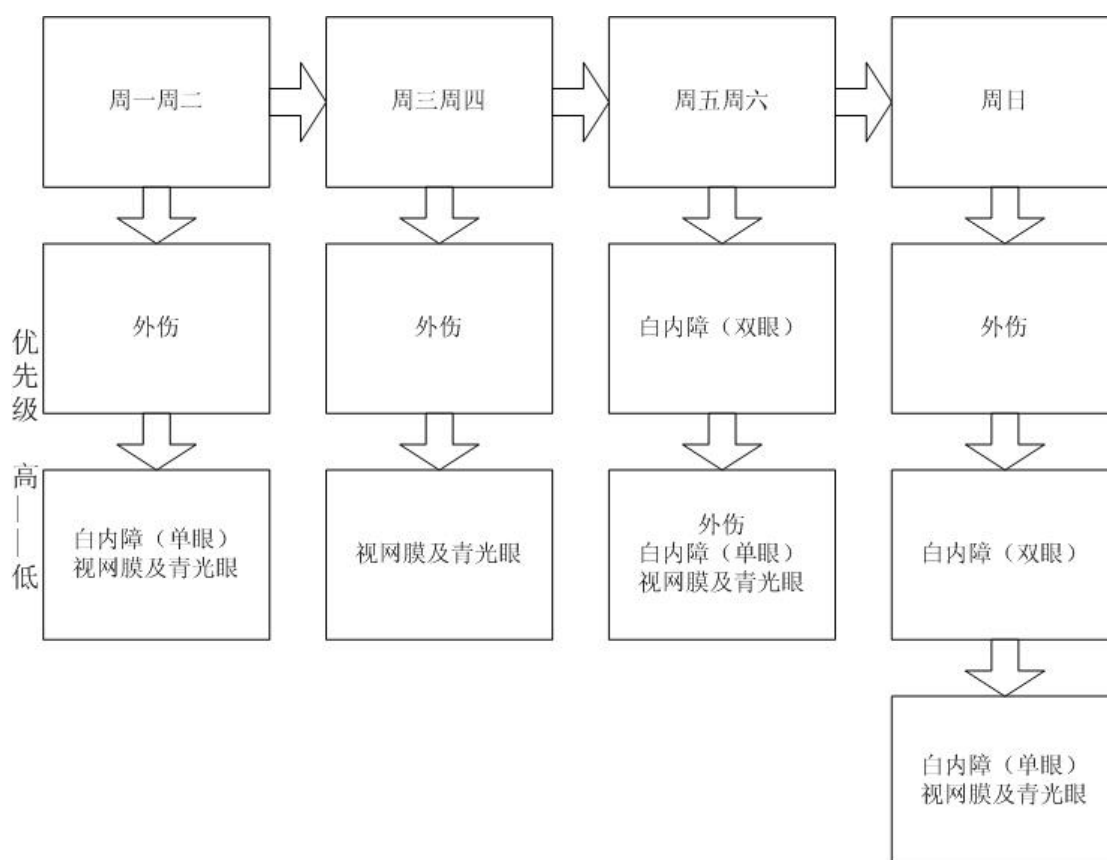 周一周二
周三周四
周五周六
周日
外伤
外伤
白内障（双眼）
外伤
优先级
高——低
白内障（单眼）
视网膜及青光眼
视网膜及青光眼
外伤
白内障（单眼）
视网膜及青光眼
白内障（双眼）
白内障（单眼）
视网膜及青光眼